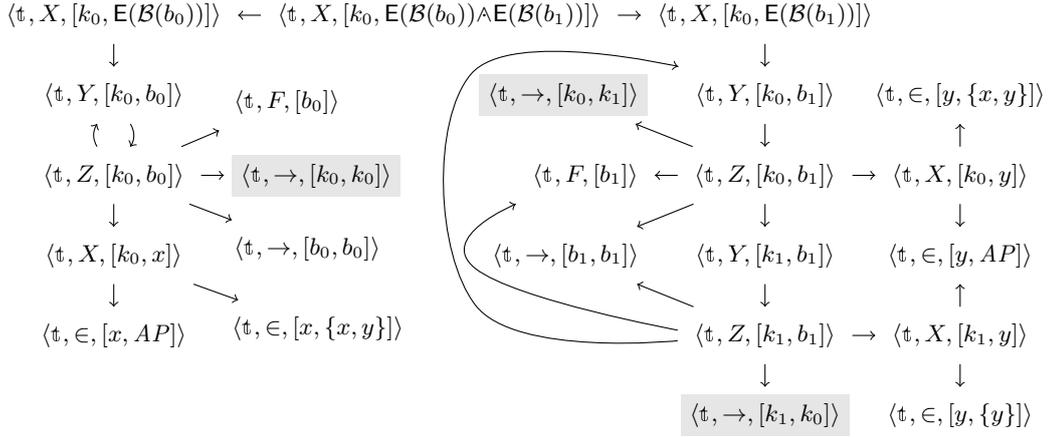 ⟨𝕥, X, [k₀, E(ℬ(b₀))]⟩ ← ⟨𝕥, X, [k₀, E(ℬ(b₀))∧E(ℬ(b₁))]⟩ → ⟨𝕥, X, [k₀, E(ℬ(b₁))]⟩
⟨𝕥, Y, [k₀, b₀]⟩ ⟨𝕥, F, [b₀]⟩ ⟨𝕥, →, [k₀, k₁]⟩ ⟨𝕥, Y, [k₀, b₁]⟩ ⟨𝕥, ∈, [y, {x, y}]⟩
⟨𝕥, Z, [k₀, b₀]⟩ → ⟨𝕥, →, [k₀, k₀]⟩ ⟨𝕥, F, [b₁]⟩ ← ⟨𝕥, Z, [k₀, b₁]⟩ → ⟨𝕥, X, [k₀, y]⟩
⟨𝕥, X, [k₀, x]⟩ ⟨𝕥, →, [b₀, b₀]⟩ ⟨𝕥, →, [b₁, b₁]⟩ ⟨𝕥, Y, [k₁, b₁]⟩ ⟨𝕥, ∈, [y, AP]⟩
⟨𝕥, ∈, [x, AP]⟩ ⟨𝕥, ∈, [x, {x, y}]⟩ ⟨𝕥, Z, [k₁, b₁]⟩ → ⟨𝕥, X, [k₁, y]⟩
⟨𝕥, →, [k₁, k₀]⟩ ⟨𝕥, ∈, [y, {y}]⟩